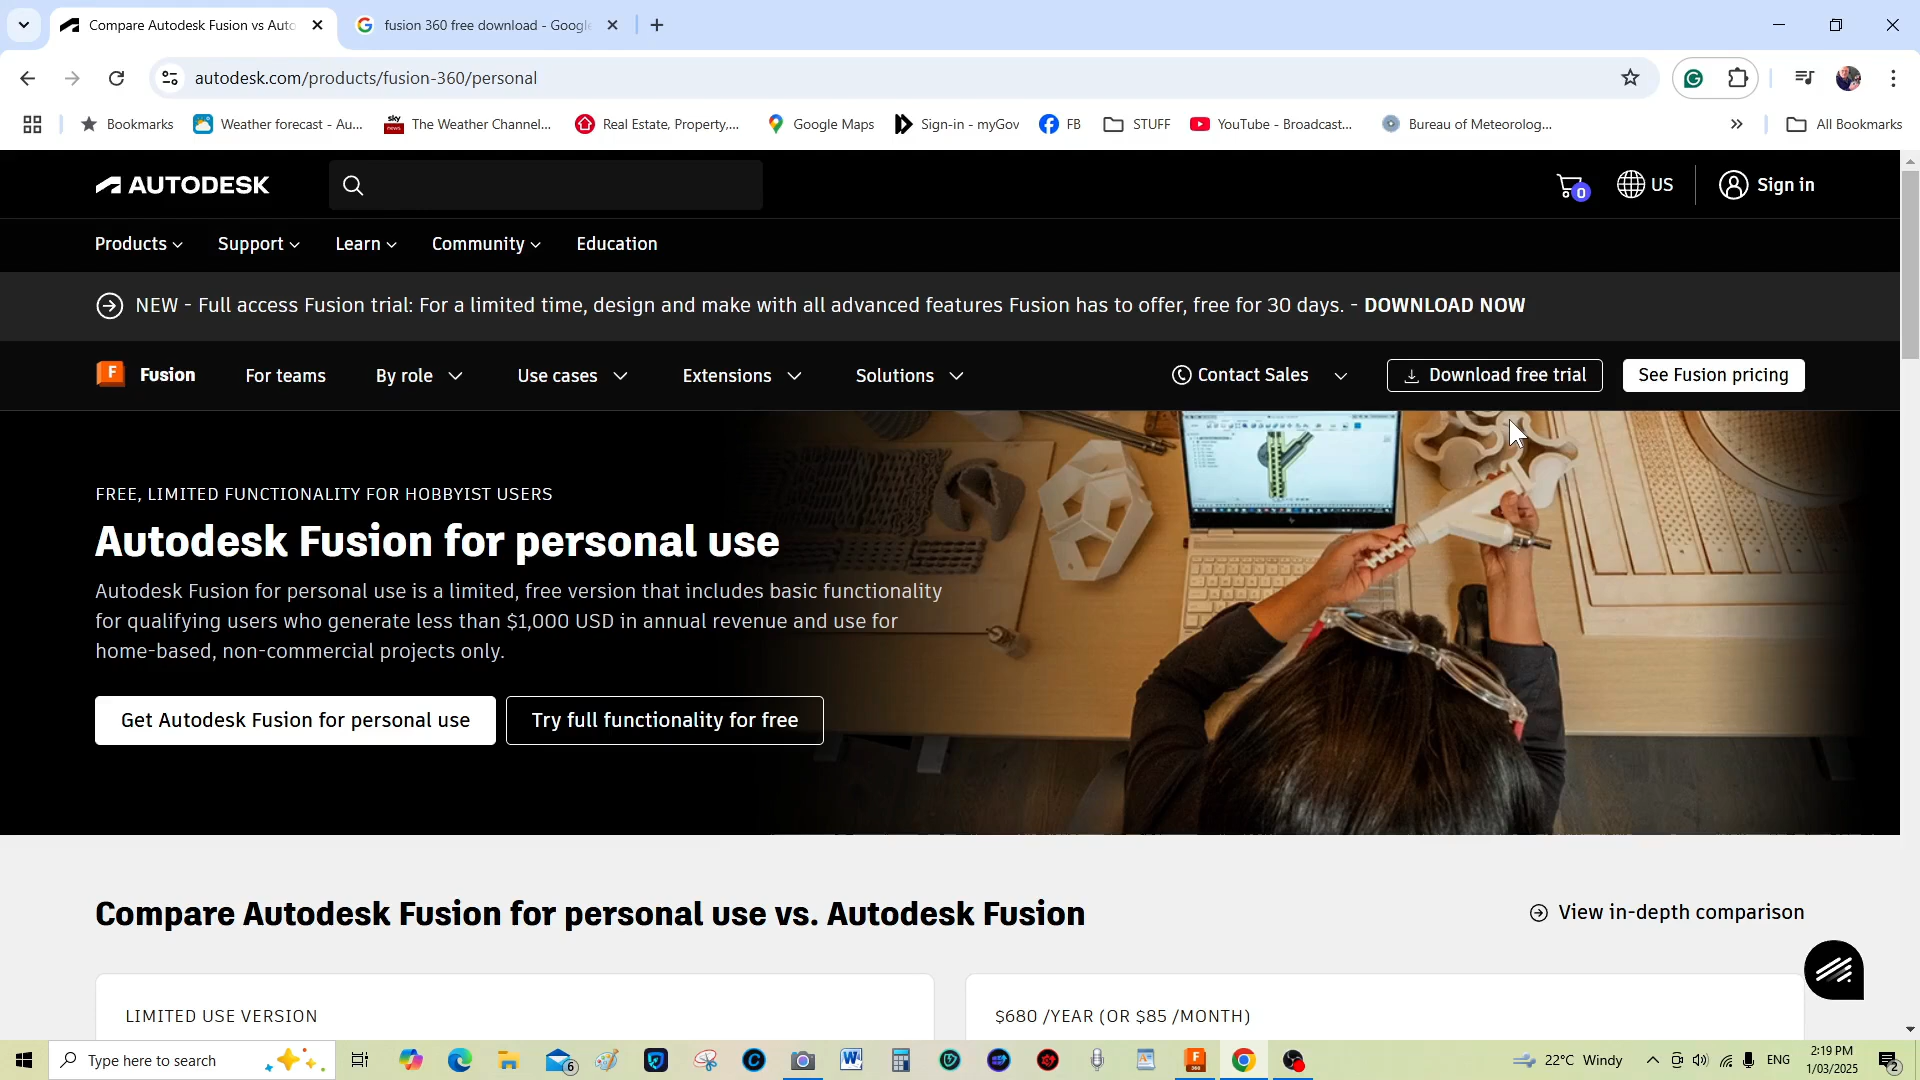 Compare Autodesk Fusion vs Auto
fusion 360 free download - Google
autodesk.com/products/fusion-360/personal
Bookmarks
Weather forecast - Au...
The Weather Channel...
Real Estate, Property,...
Google Maps
Sign-in - myGov
FB
STUFF
YouTube - Broadcast...
Bureau of Meteorolog...
All Bookmarks
AUTODESK
0
US
Sign in
Products
Support
Learn
Community
Education
NEW - Full access Fusion trial: For a limited time, design and make with all advanced features Fusion has to offer, free for 30 days. - DOWNLOAD NOW
F
Fusion
For teams
By role
Use cases
Extensions
Solutions
Contact Sales
Download free trial
See Fusion pricing
FREE, LIMITED FUNCTIONALITY FOR HOBBYIST USERS
Autodesk Fusion for personal use
Autodesk Fusion for personal use is a limited, free version that includes basic functionality
for qualifying users who generate less than $1,000 USD in annual revenue and use for
home-based, non-commercial projects only.
Get Autodesk Fusion for personal use
Try full functionality for free
Compare Autodesk Fusion for personal use vs. Autodesk Fusion
View in-depth comparison
LIMITED USE VERSION
$680 /YEAR (OR $85 /MONTH)
Type here to search
6
22°C Windy
ENG
2:19 PM
1/03/2025
2